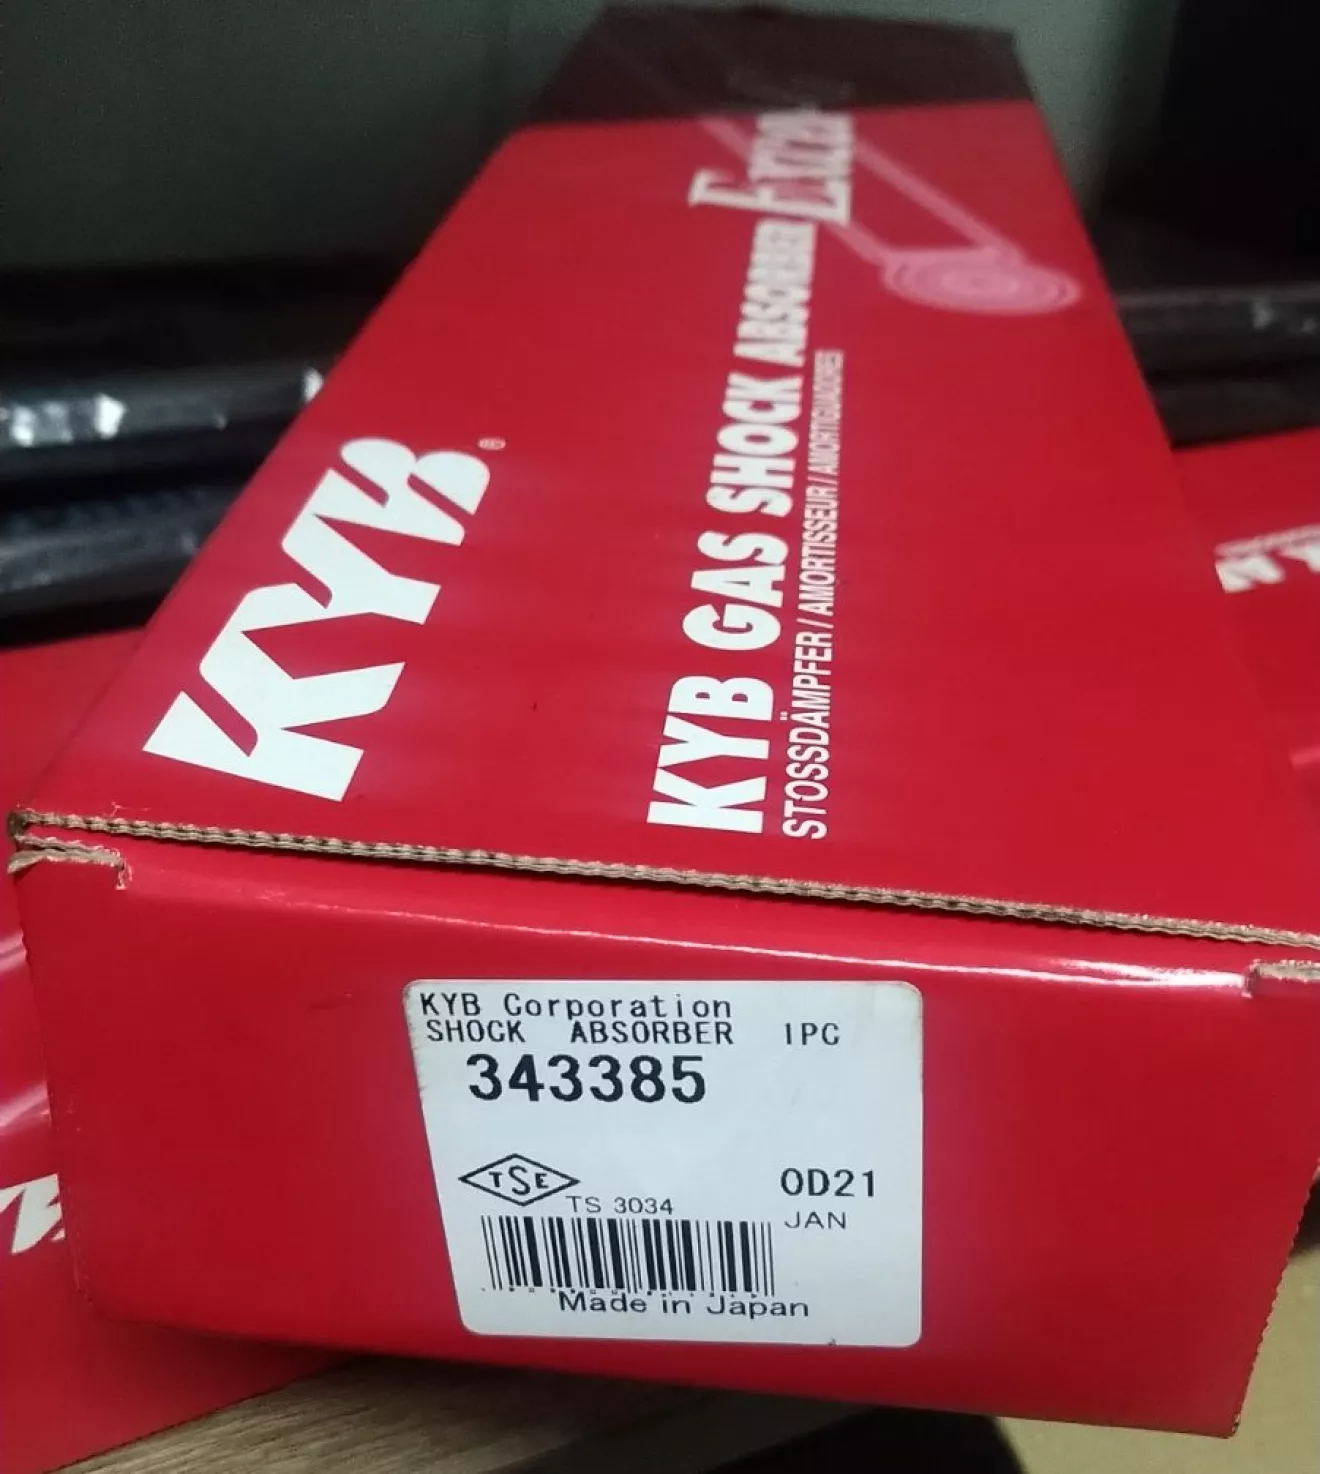 KYB®
KYB GAS SHOCK ABSORBER
STOSSDÄMPFER / AMORTISSEUR / AMORTIGUADORES
KYB Corporation
SHOCK ABSORBER 1PC
343385
TSE
TS 3034
OD21
JAN
Made in Japan